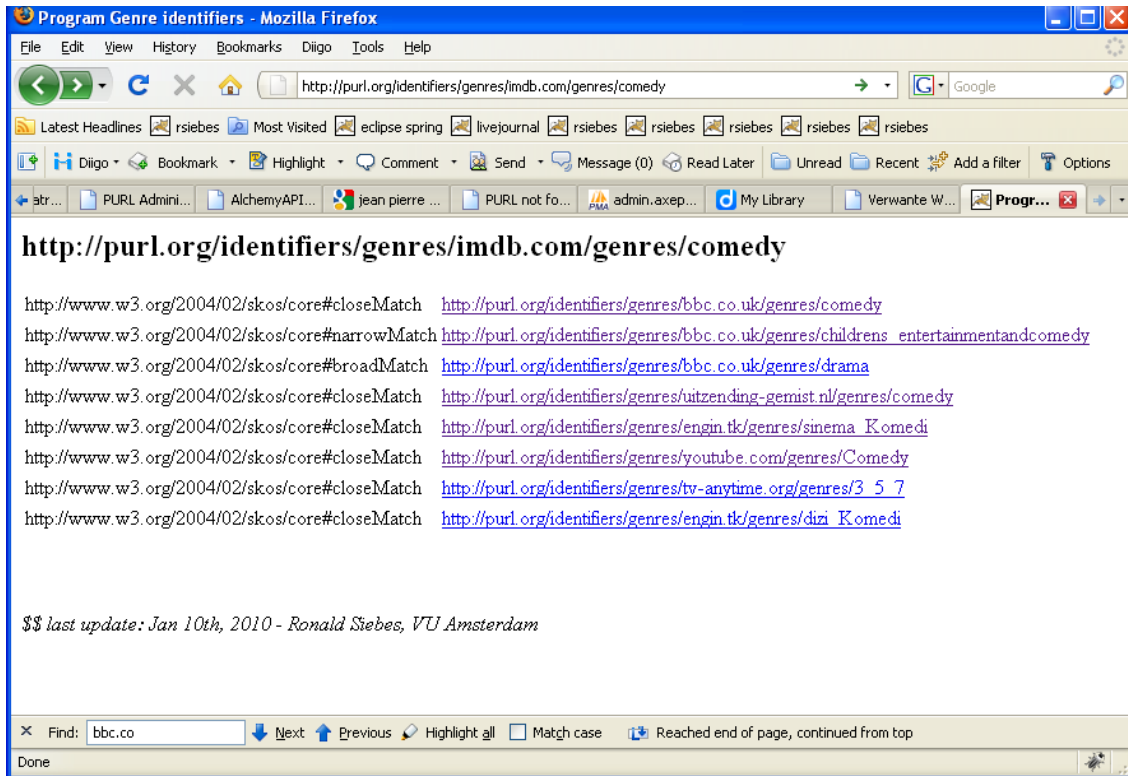 Program Genre identifiers - Mozilla Firefox
File Edit View History Bookmarks Diigo Tools Help
http://purl.org/identifiers/genres/imdb.com/genres/comedy G Google
Latest Headlines rsiebes Most Visited eclipse spring livejournal rsiebes rsiebes rsiebes rsiebes rsiebes
Diigo Bookmark Highlight Comment Send Message (0) Read Later Unread Recent Add a filter Options
atr... PURL Admini... AlchemyAPI... jean pierre ... PURL not fo... PMA admin.axep... My Library Verwante W... Progr...
http://purl.org/identifiers/genres/imdb.com/genres/comedy
http://www.w3.org/2004/02/skos/core#closeMatch http://purl.org/identifiers/genres/bbc.co.uk/genres/comedy
http://www.w3.org/2004/02/skos/core#narrowMatch http://purl.org/identifiers/genres/bbc.co.uk/genres/childrens_entertainmentandcomedy
http://www.w3.org/2004/02/skos/core#broadMatch http://purl.org/identifiers/genres/bbc.co.uk/genres/drama
http://www.w3.org/2004/02/skos/core#closeMatch http://purl.org/identifiers/genres/uitzending-gemist.nl/genres/comedy
http://www.w3.org/2004/02/skos/core#closeMatch http://purl.org/identifiers/genres/engin.tk/genres/sinema_Komedi
http://www.w3.org/2004/02/skos/core#closeMatch http://purl.org/identifiers/genres/youtube.com/genres/Comedy
http://www.w3.org/2004/02/skos/core#closeMatch http://purl.org/identifiers/genres/tv-anytime.org/genres/3_5_7
http://www.w3.org/2004/02/skos/core#closeMatch http://purl.org/identifiers/genres/engin.tk/genres/dizi_Komedi
$$ last update: Jan 10th, 2010 - Ronald Siebes, VU Amsterdam
Find: bbc.co Next Previous Highlight all Match case Reached end of page, continued from top
Done